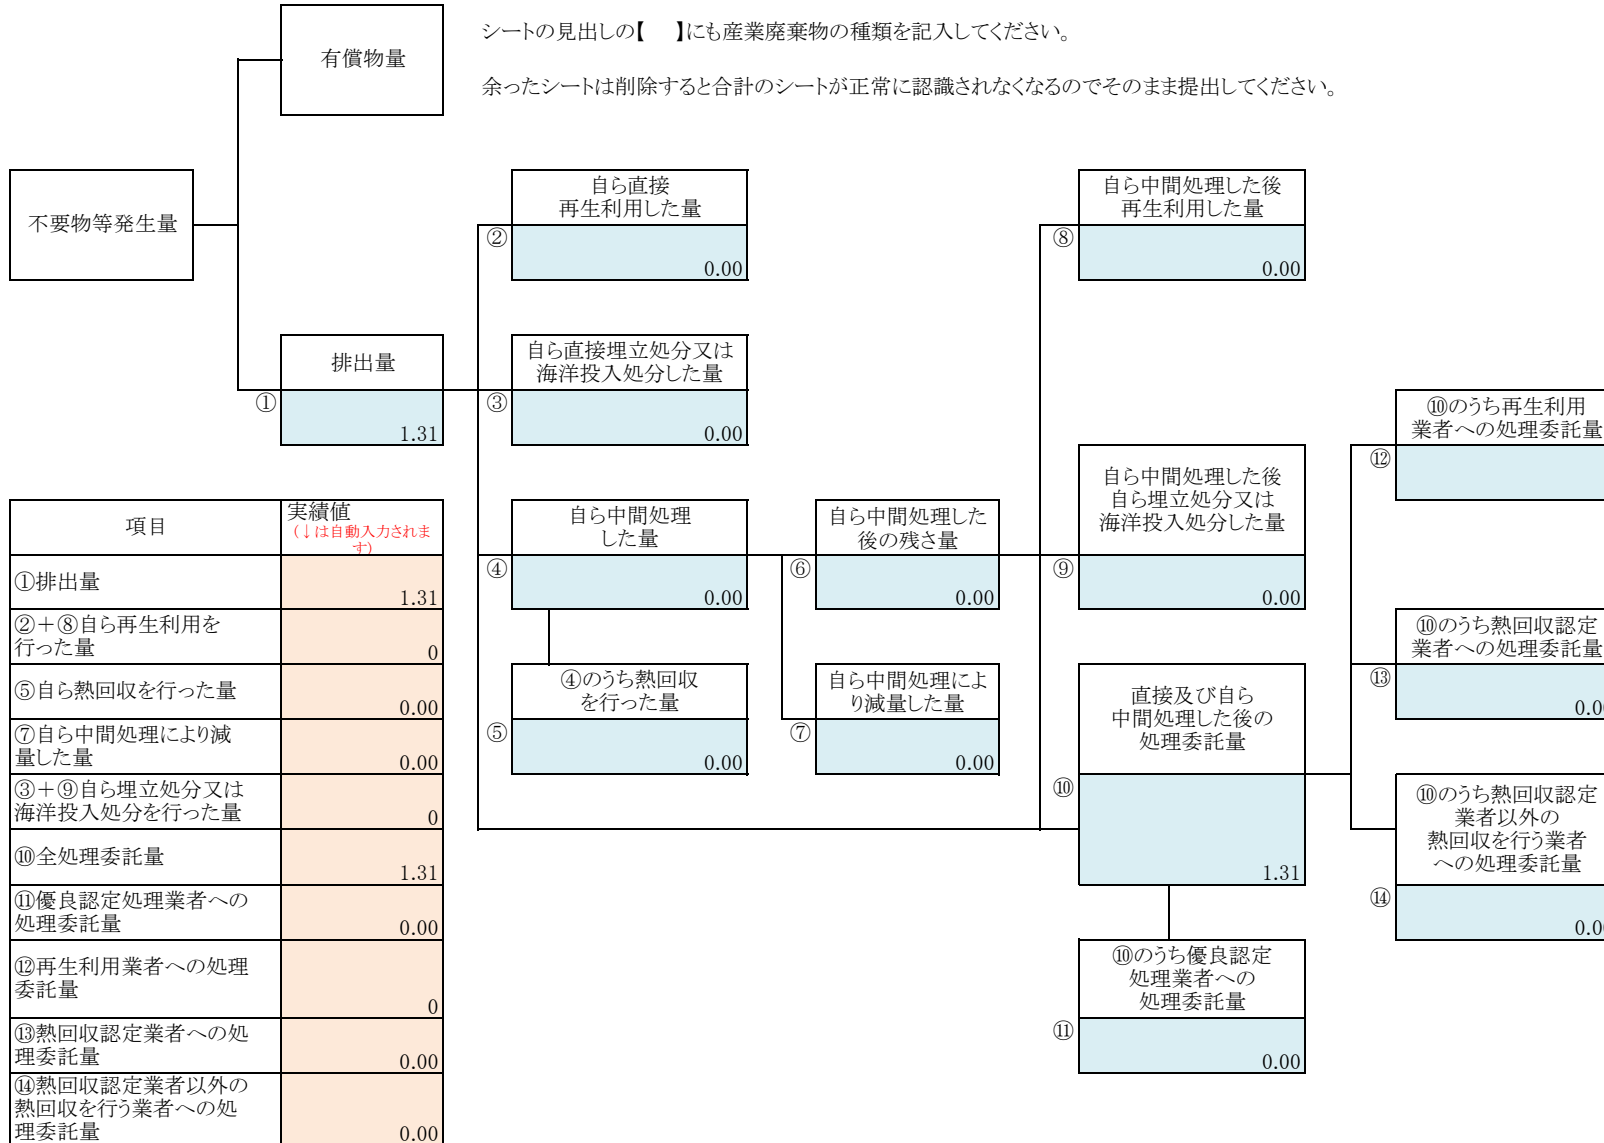 シートの見出しの【　】にも産業廃棄物の種類を記入してください。
有償物量
余ったシートは削除すると合計のシートが正常に認識されなくなるのでそのまま提出してください。
不要物等発生量
自ら直接
再生利用した量
②
0.00
自ら中間処理した後
再生利用した量
⑧
0.00
排出量
①
1.31
自ら直接埋立処分又は
海洋投入処分した量
③
0.00
⑩のうち再生利用
業者への処理委託量
⑫
自ら中間処理
した量
④
0.00
自ら中間処理した
後の残さ量
⑥
0.00
自ら中間処理した後
自ら埋立処分又は
海洋投入処分した量
⑨
0.00
⑩のうち熱回収認定
業者への処理委託量
⑬
0.00
④のうち熱回収
を行った量
⑤
0.00
自ら中間処理によ
り減量した量
⑦
0.00
直接及び自ら
中間処理した後の
処理委託量
⑩
1.31
⑩のうち熱回収認定
業者以外の
熱回収を行う業者
への処理委託量
⑭
0.00
⑩のうち優良認定
処理業者への
処理委託量
⑪
0.00
項目
実績値
（↓は自動入力されま
す）
①排出量
1.31
②＋⑧自ら再生利用を
行った量
0
⑤自ら熱回収を行った量
0.00
⑦自ら中間処理により減
量した量
0.00
③＋⑨自ら埋立処分又は
海洋投入処分を行った量
0
⑩全処理委託量
1.31
⑪優良認定処理業者への
処理委託量
0.00
⑫再生利用業者への処理
委託量
0
⑬熱回収認定業者への処
理委託量
0.00
⑭熱回収認定業者以外の
熱回収を行う業者への処
理委託量
0.00